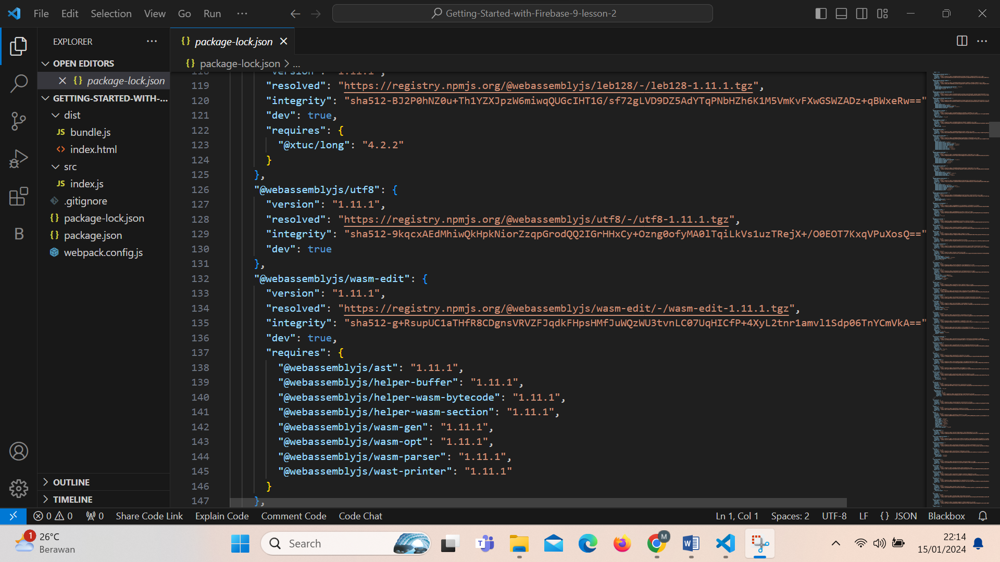 File Edit Selection View Go Run ···
Getting-Started-with-Firebase-9-lesson-2
EXPLORER
OPEN EDITORS
package-lock.json
GETTING-STARTED-WITH-...
dist
JS bundle.js
<> index.html
src
JS index.js
.gitignore
{} package-lock.json
{} package.json
webpack.config.js
OUTLINE
TIMELINE
B
{} package-lock.json
{} package-lock.json > ...
118 "version": "1.11.1",
119 "resolved": "https://registry.npmjs.org/@webassemblyjs/leb128/-/leb128-1.11.1.tgz",
120 "integrity": "sha512-BJ2P0hNZ0u+Th1YZXJpzW6miwqQUGcIHT1G/sf72gLVD9DZ5AdYTqPNbHZh6K1M5VmKvFXwGSWZADz+qBWxeRw=="
121 "dev": true,
122 "requires": {
123 "@xtuc/long": "4.2.2"
124 }
125 },
126 "@webassemblyjs/utf8": {
127 "version": "1.11.1",
128 "resolved": "https://registry.npmjs.org/@webassemblyjs/utf8/-/utf8-1.11.1.tgz",
129 "integrity": "sha512-9kqcxAEdMhiwQkHpkNiorZzqpGrodQQ2IGrHHxCy+Ozng0ofyMA0lTqiLkVs1uzTRejX+/O0EOT7KxqVPuXosQ=="
130 "dev": true
131 },
132 "@webassemblyjs/wasm-edit": {
133 "version": "1.11.1",
134 "resolved": "https://registry.npmjs.org/@webassemblyjs/wasm-edit/-/wasm-edit-1.11.1.tgz",
135 "integrity": "sha512-g+RsupUC1aTHfR8CDgnsVRVZFJqdkFHpsHMfJuWQzWU3tvnLC07UqHICfP+4XyL2tnr1amvl1Sdp06TnYCmVkA=="
136 "dev": true,
137 "requires": {
138 "@webassemblyjs/ast": "1.11.1",
139 "@webassemblyjs/helper-buffer": "1.11.1",
140 "@webassemblyjs/helper-wasm-bytecode": "1.11.1",
141 "@webassemblyjs/helper-wasm-section": "1.11.1",
142 "@webassemblyjs/wasm-gen": "1.11.1",
143 "@webassemblyjs/wasm-opt": "1.11.1",
144 "@webassemblyjs/wasm-parser": "1.11.1",
145 "@webassemblyjs/wast-printer": "1.11.1"
146 }
147 },
0 0 0 Share Code Link Explain Code Comment Code Code Chat Ln 1, Col 1 Spaces: 2 UTF-8 LF {} JSON Blackbox
1 26°C
Berawan
Search
M
22:14
15/01/2024